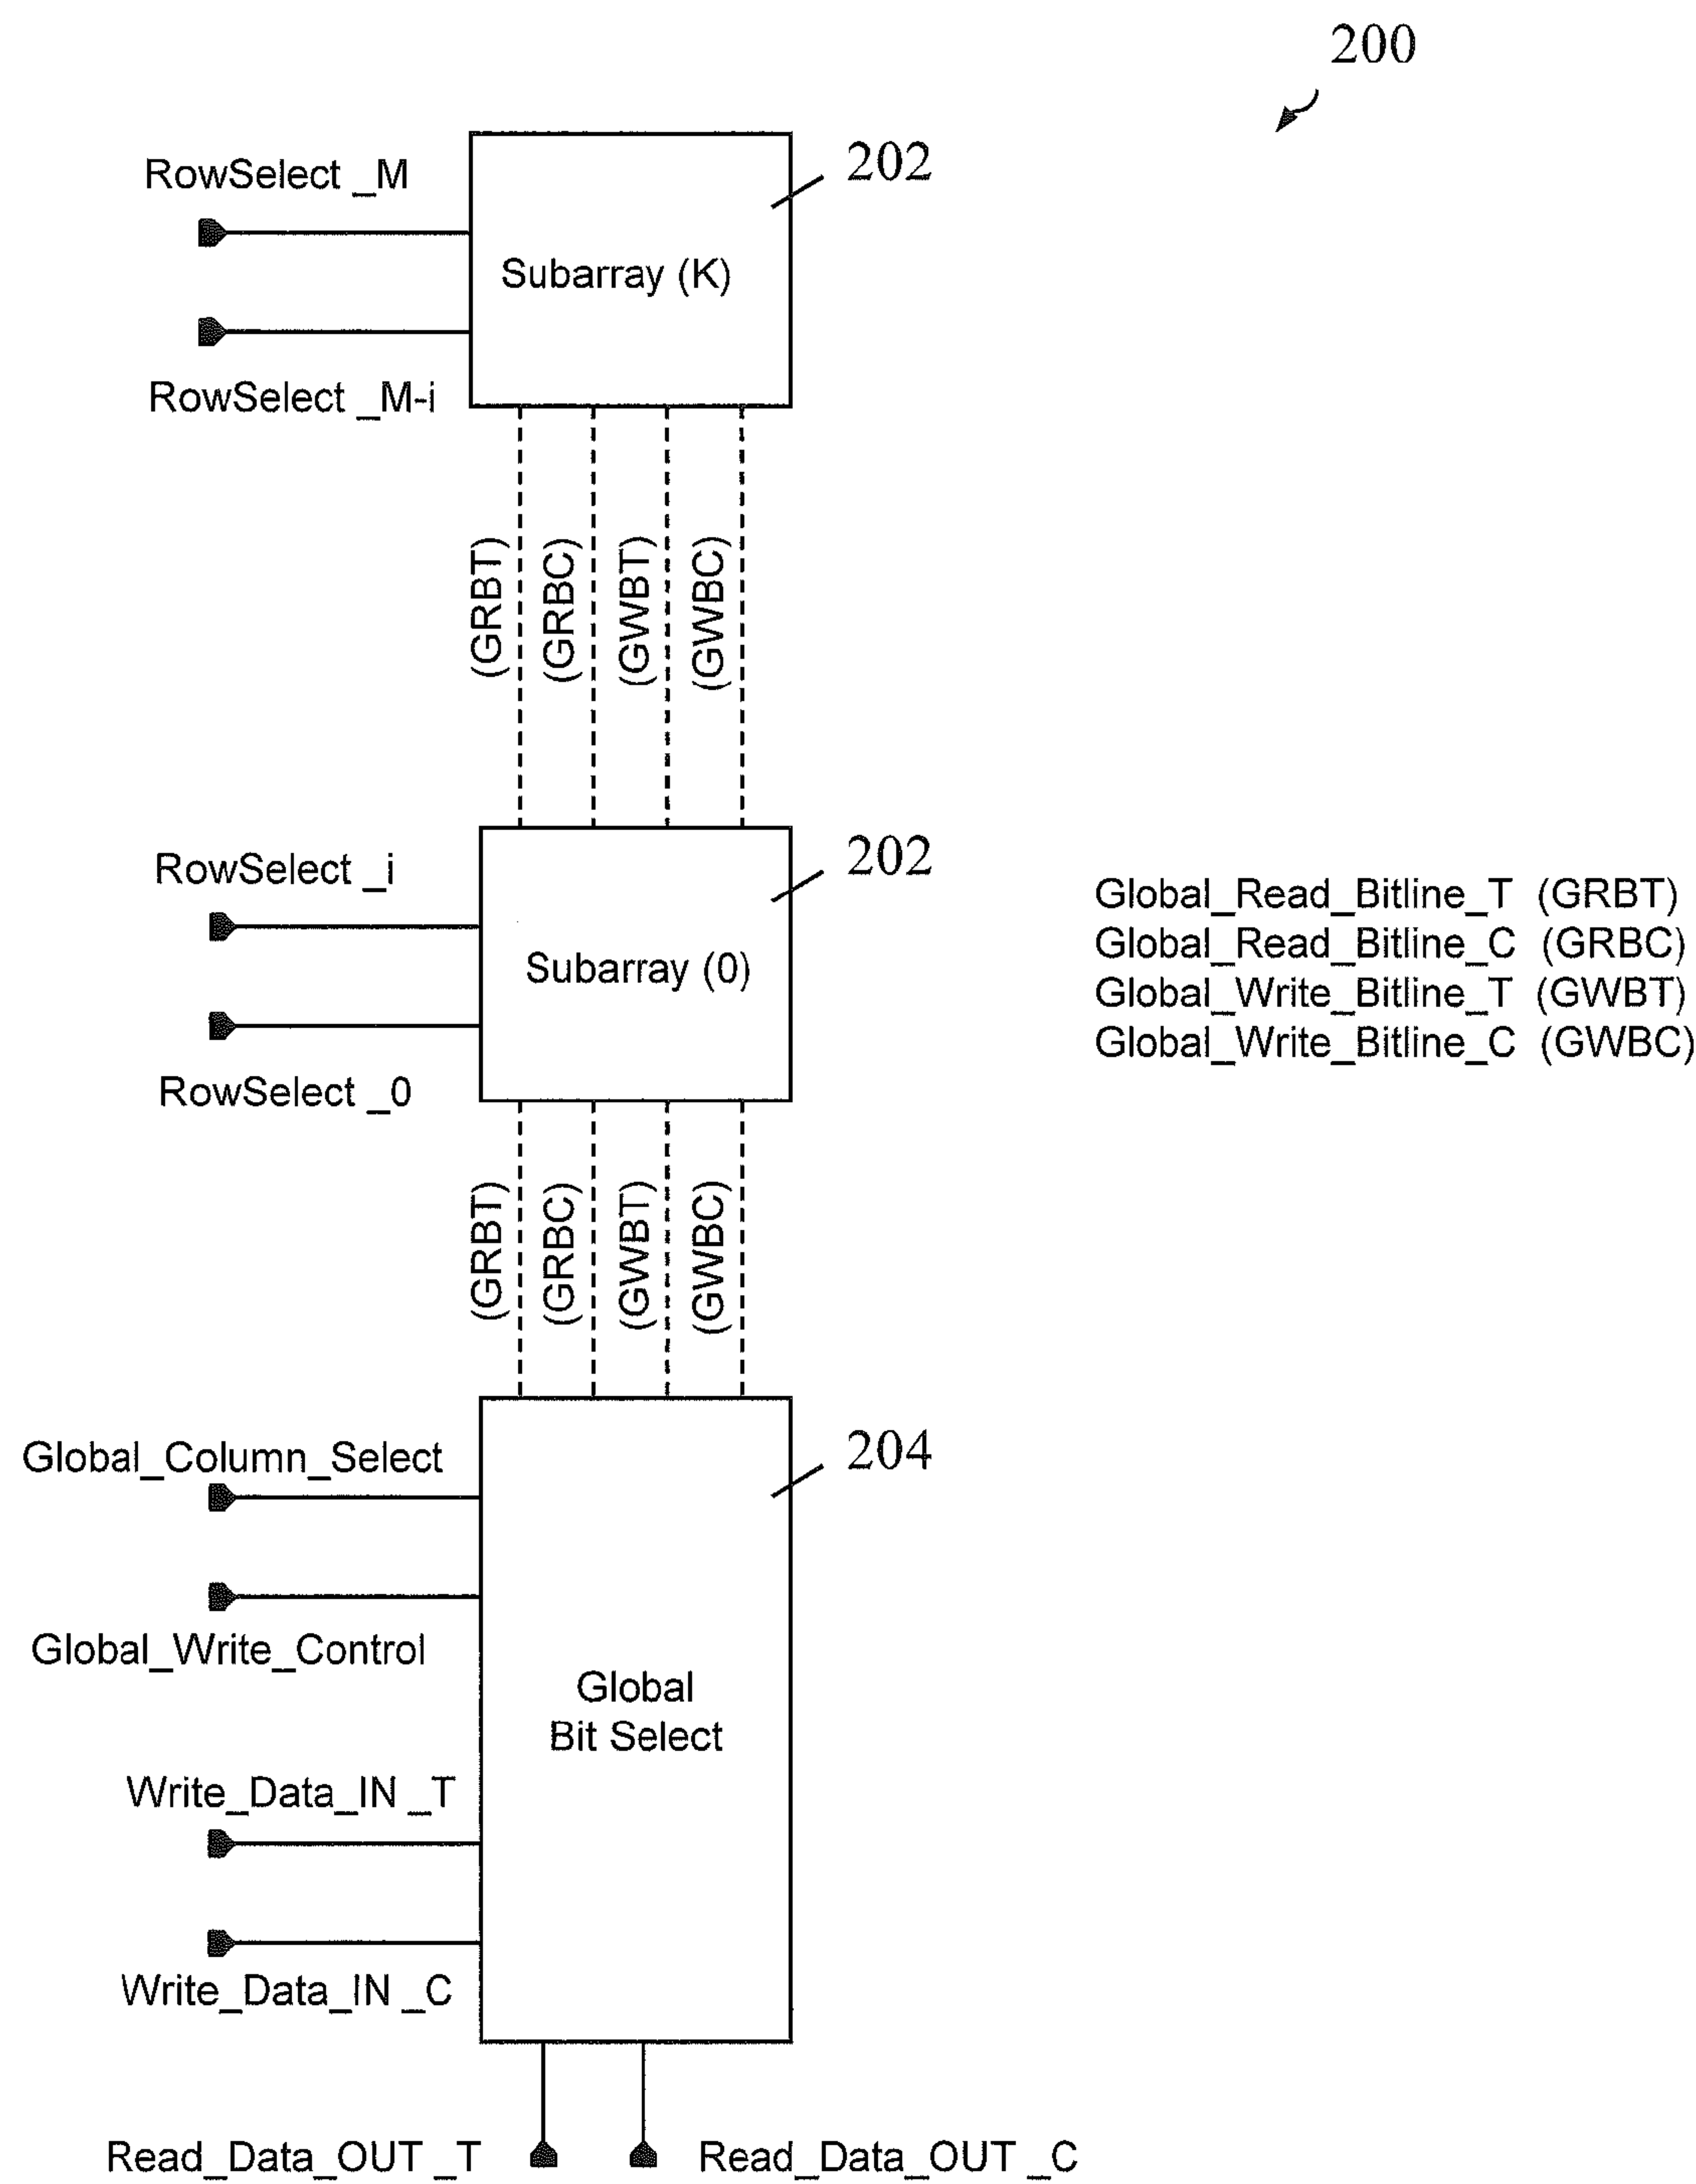 200
RowSelect _M
202
Subarray (K)
RowSelect _M-i
(GRBT)
(GRBC)
(GWBT)
(GWBC)
RowSelect _i
202
Subarray (0)
RowSelect _0
Global_Read_Bitline_T (GRBT)
Global_Read_Bitline_C (GRBC)
Global_Write_Bitline_T (GWBT)
Global_Write_Bitline_C (GWBC)
(GRBT)
(GRBC)
(GWBT)
(GWBC)
Global_Column_Select
204
Global_Write_Control
Global
Bit Select
Write_Data_IN _T
Write_Data_IN _C
Read_Data_OUT _T
Read_Data_OUT _C